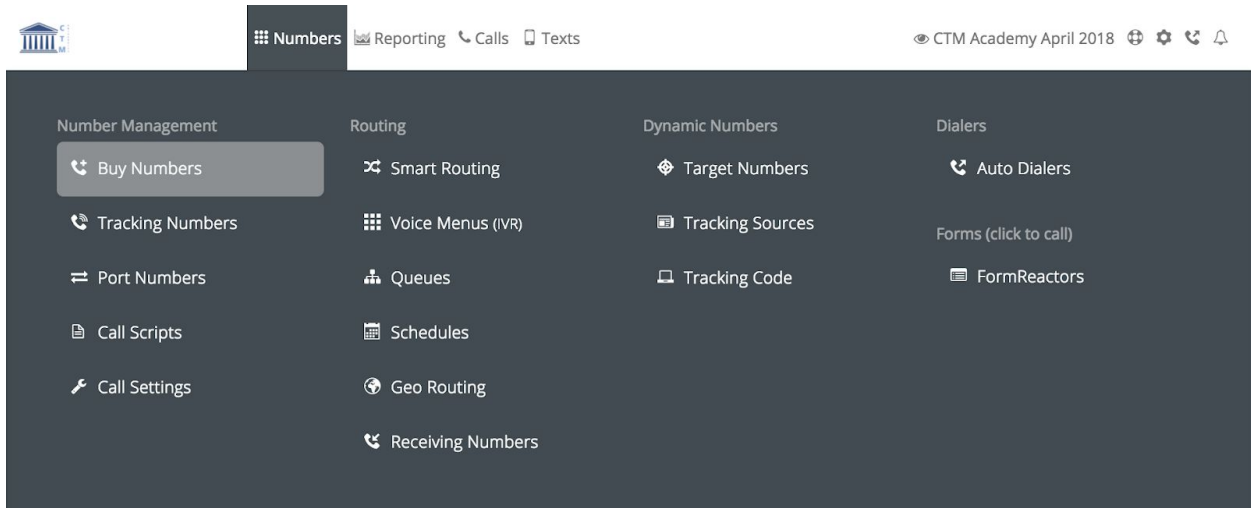 C
T
M
Numbers Reporting Calls Texts CTM Academy April 2018
Number Management
Buy Numbers
Tracking Numbers
Port Numbers
Call Scripts
Call Settings
Routing
Smart Routing
Voice Menus (IVR)
Queues
Schedules
Geo Routing
Receiving Numbers
Dynamic Numbers
Target Numbers
Tracking Sources
Tracking Code
Dialers
Auto Dialers
Forms (click to call)
FormReactors